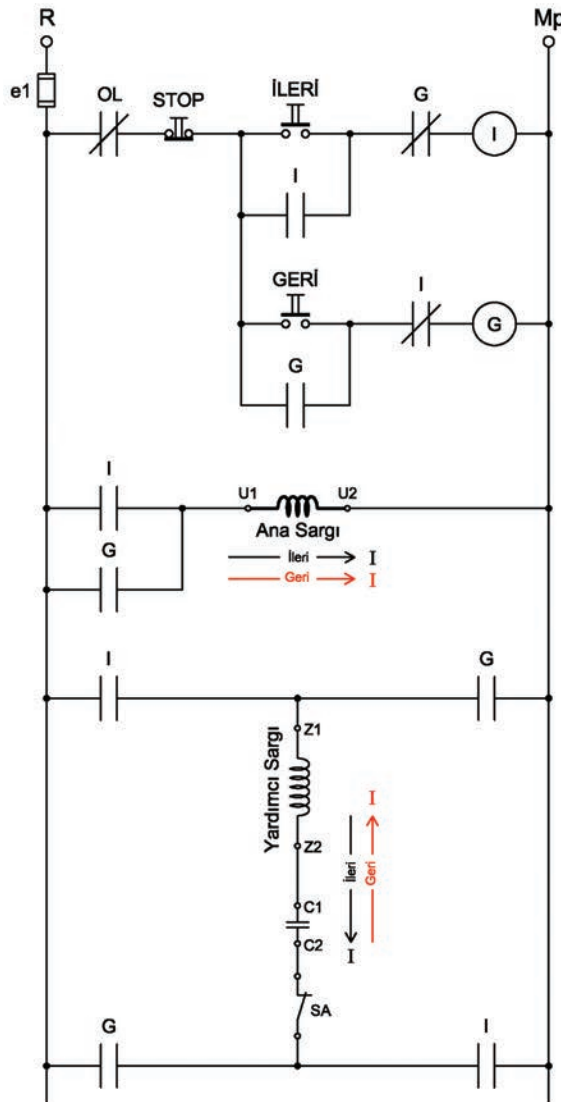 R Mp
e1
OL STOP İLERİ G
I
I
GERİ I
G
G
I
U1 U2
Ana Sargı
G
İleri I
Geri I
I G
Z1
Yardımcı Sargı
I
Z2
İleri
Geri
C1
C2
I
SA
G I